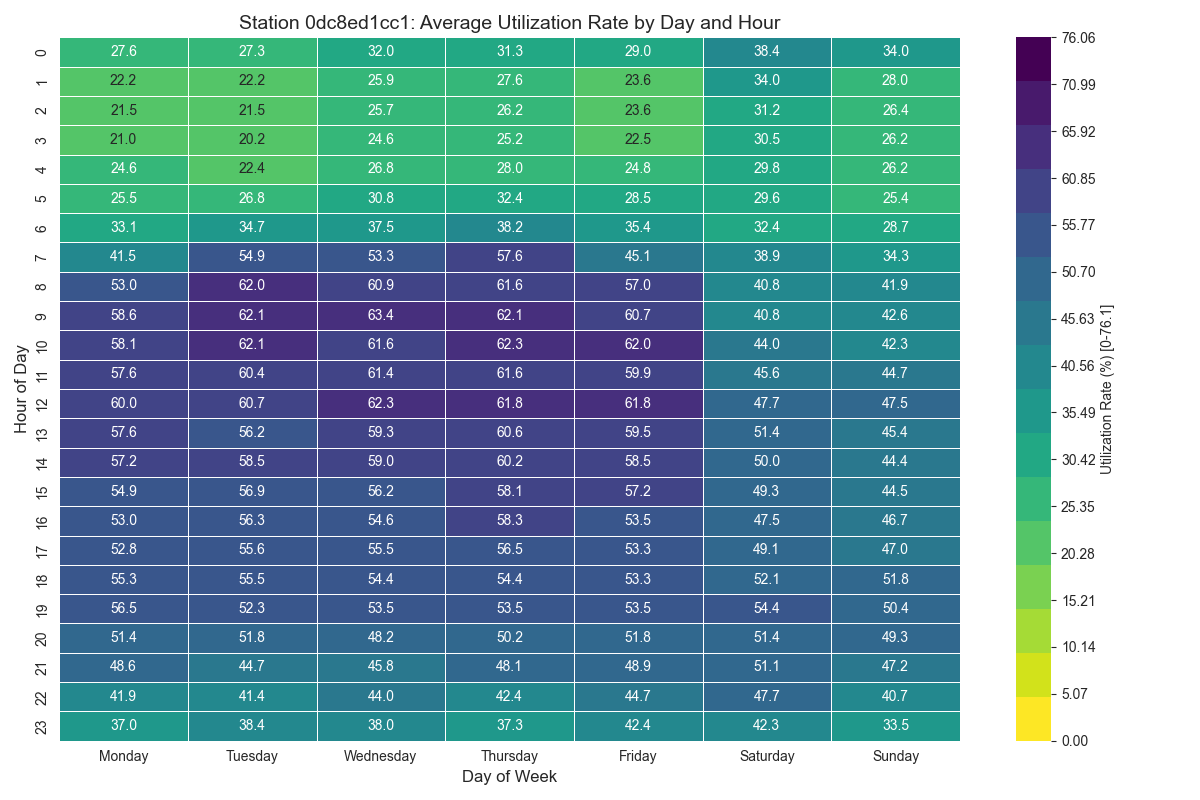 Station 0dc8ed1cc1: Average Utilization Rate by Day and Hour
0 27.6 27.3 32.0 31.3 29.0 38.4 34.0
1 22.2 22.2 25.9 27.6 23.6 34.0 28.0
2 21.5 21.5 25.7 26.2 23.6 31.2 26.4
3 21.0 20.2 24.6 25.2 22.5 30.5 26.2
4 24.6 22.4 26.8 28.0 24.8 29.8 26.2
5 25.5 26.8 30.8 32.4 28.5 29.6 25.4
6 33.1 34.7 37.5 38.2 35.4 32.4 28.7
7 41.5 54.9 53.3 57.6 45.1 38.9 34.3
8 53.0 62.0 60.9 61.6 57.0 40.8 41.9
9 58.6 62.1 63.4 62.1 60.7 40.8 42.6
10 58.1 62.1 61.6 62.3 62.0 44.0 42.3
11 57.6 60.4 61.4 61.6 59.9 45.6 44.7
12 60.0 60.7 62.3 61.8 61.8 47.7 47.5
13 57.6 56.2 59.3 60.6 59.5 51.4 45.4
14 57.2 58.5 59.0 60.2 58.5 50.0 44.4
15 54.9 56.9 56.2 58.1 57.2 49.3 44.5
16 53.0 56.3 54.6 58.3 53.5 47.5 46.7
17 52.8 55.6 55.5 56.5 53.3 49.1 47.0
18 55.3 55.5 54.4 54.4 53.3 52.1 51.8
19 56.5 52.3 53.5 53.5 53.5 54.4 50.4
20 51.4 51.8 48.2 50.2 51.8 51.4 49.3
21 48.6 44.7 45.8 48.1 48.9 51.1 47.2
22 41.9 41.4 44.0 42.4 44.7 47.7 40.7
23 37.0 38.4 38.0 37.3 42.4 42.3 33.5
Monday Tuesday Wednesday Thursday Friday Saturday Sunday
Day of Week
Hour of Day
76.06
70.99
65.92
60.85
55.77
50.70
45.63
40.56
35.49
30.42
25.35
20.28
15.21
10.14
5.07
0.00
Utilization Rate (%) [0-76.1]